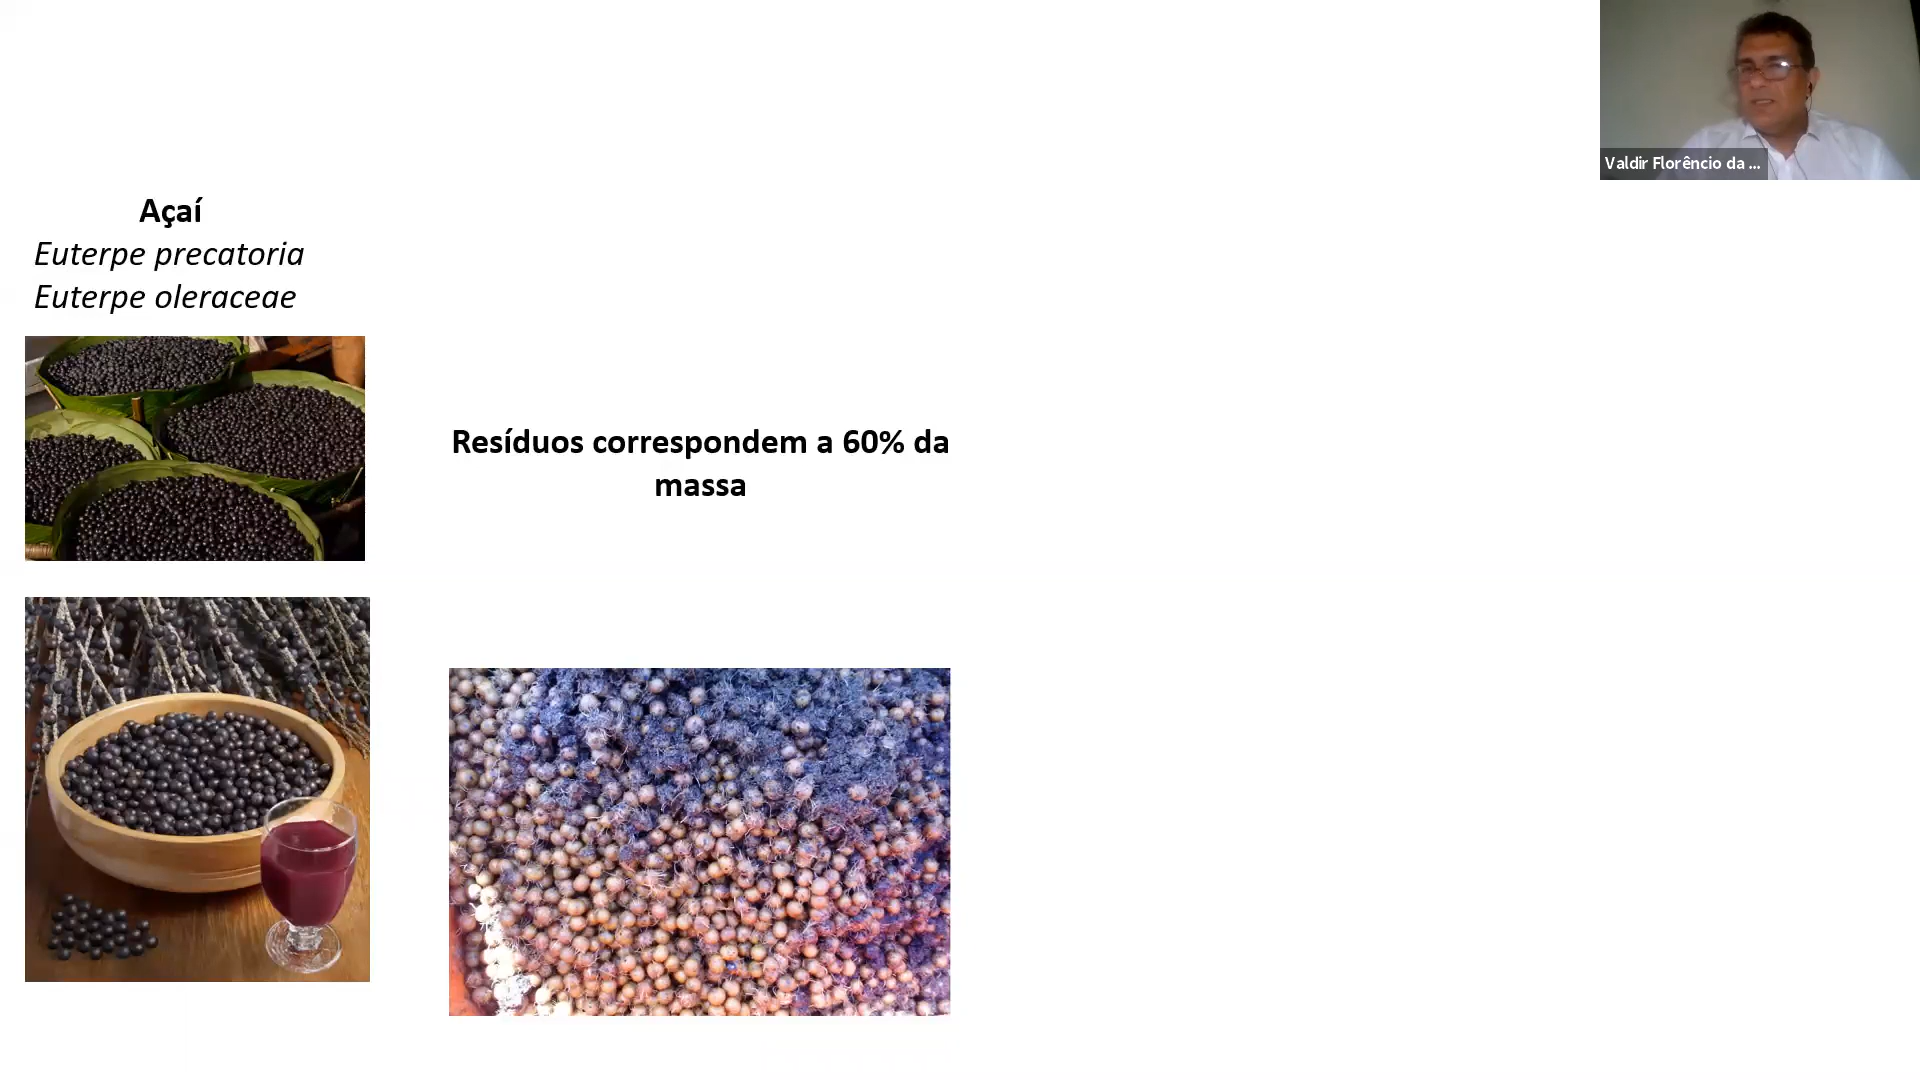 Valdir Florêncio da ...
Açaí
Euterpe precatoria
Euterpe oleraceae
Resíduos correspondem a 60% da
massa